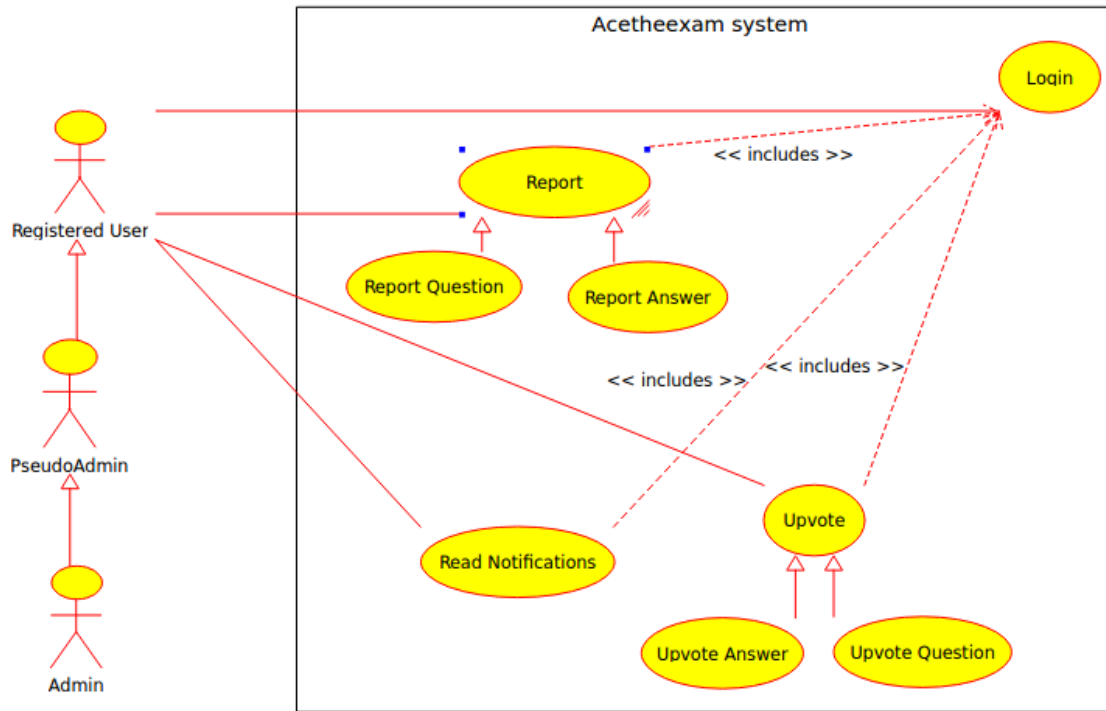 Acetheexam system
Login
<< includes >>
Report
Registered User
Report Question
Report Answer
<< includes >>
<< includes >>
PseudoAdmin
Upvote
Read Notifications
Upvote Answer
Upvote Question
Admin